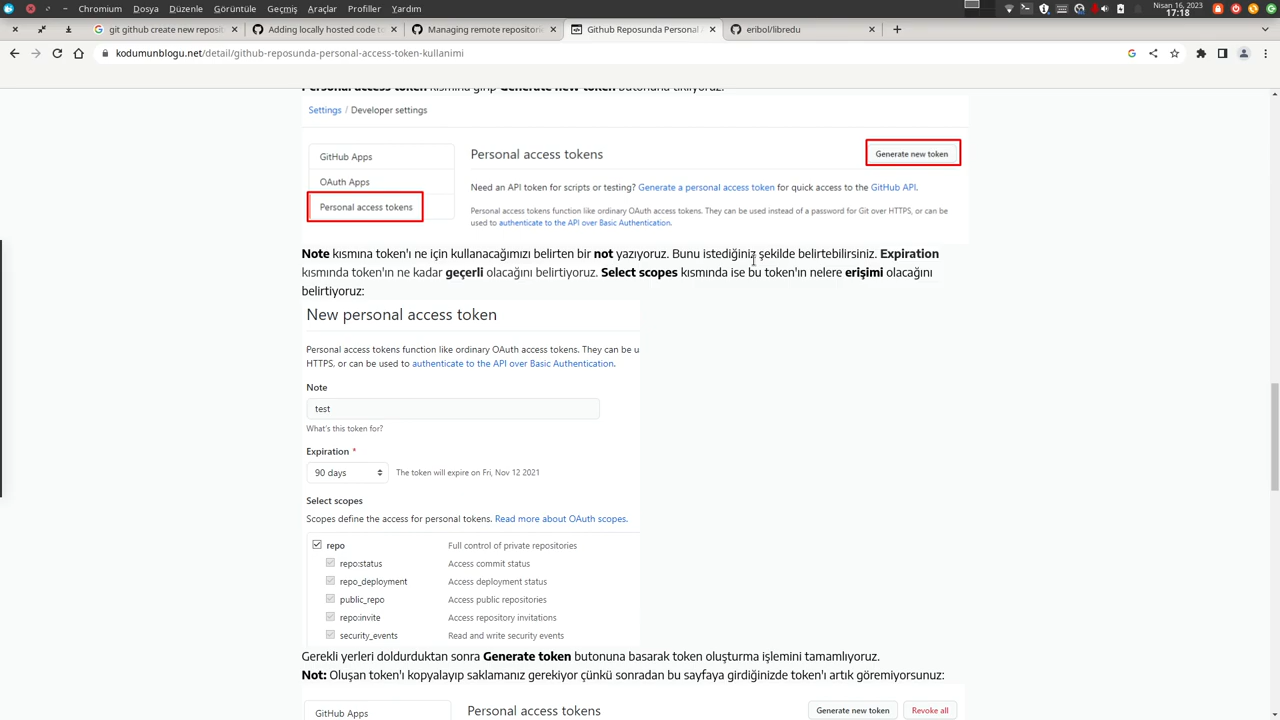 Chromium Dosya Düzenle Görüntüle Geçmiş Araçlar Profiller Yardım
Nisan 16, 2023
17:18
git github create new reposit
Adding locally hosted code to
Managing remote repositorie
Github Reposunda Personal A
eribol/libredu
kodumunblogu.net/detail/github-reposunda-personal-access-token-kullanimi
Personal access token kısmına girip Generate new token butonuna tıklıyoruz:
Settings / Developer settings
GitHub Apps
OAuth Apps
Personal access tokens
Personal access tokens
Generate new token
Need an API token for scripts or testing? Generate a personal access token for quick access to the GitHub API.
Personal access tokens function like ordinary OAuth access tokens. They can be used instead of a password for Git over HTTPS, or can be
used to authenticate to the API over Basic Authentication.
Note kısmına token'ı ne için kullanacağımızı belirten bir not yazıyoruz. Bunu istediğiniz şekilde belirtebilirsiniz. Expiration
kısmında token'ın ne kadar geçerli olacağını belirtiyoruz. Select scopes kısmında ise bu token'ın nelere erişimi olacağını
belirtiyoruz:
New personal access token
Personal access tokens function like ordinary OAuth access tokens. They can be u
HTTPS, or can be used to authenticate to the API over Basic Authentication.
Note
test
What's this token for?
Expiration *
90 days The token will expire on Fri, Nov 12 2021
Select scopes
Scopes define the access for personal tokens. Read more about OAuth scopes.
repo Full control of private repositories
repo:status Access commit status
repo_deployment Access deployment status
public_repo Access public repositories
repo:invite Access repository invitations
security_events Read and write security events
Gerekli yerleri doldurduktan sonra Generate token butonuna basarak token oluşturma işlemini tamamlıyoruz.
Not: Oluşan token'ı kopyalayıp saklamanız gerekiyor çünkü sonradan bu sayfaya girdiğinizde token'ı artık göremiyorsunuz:
GitHub Apps
Personal access tokens
Generate new token
Revoke all